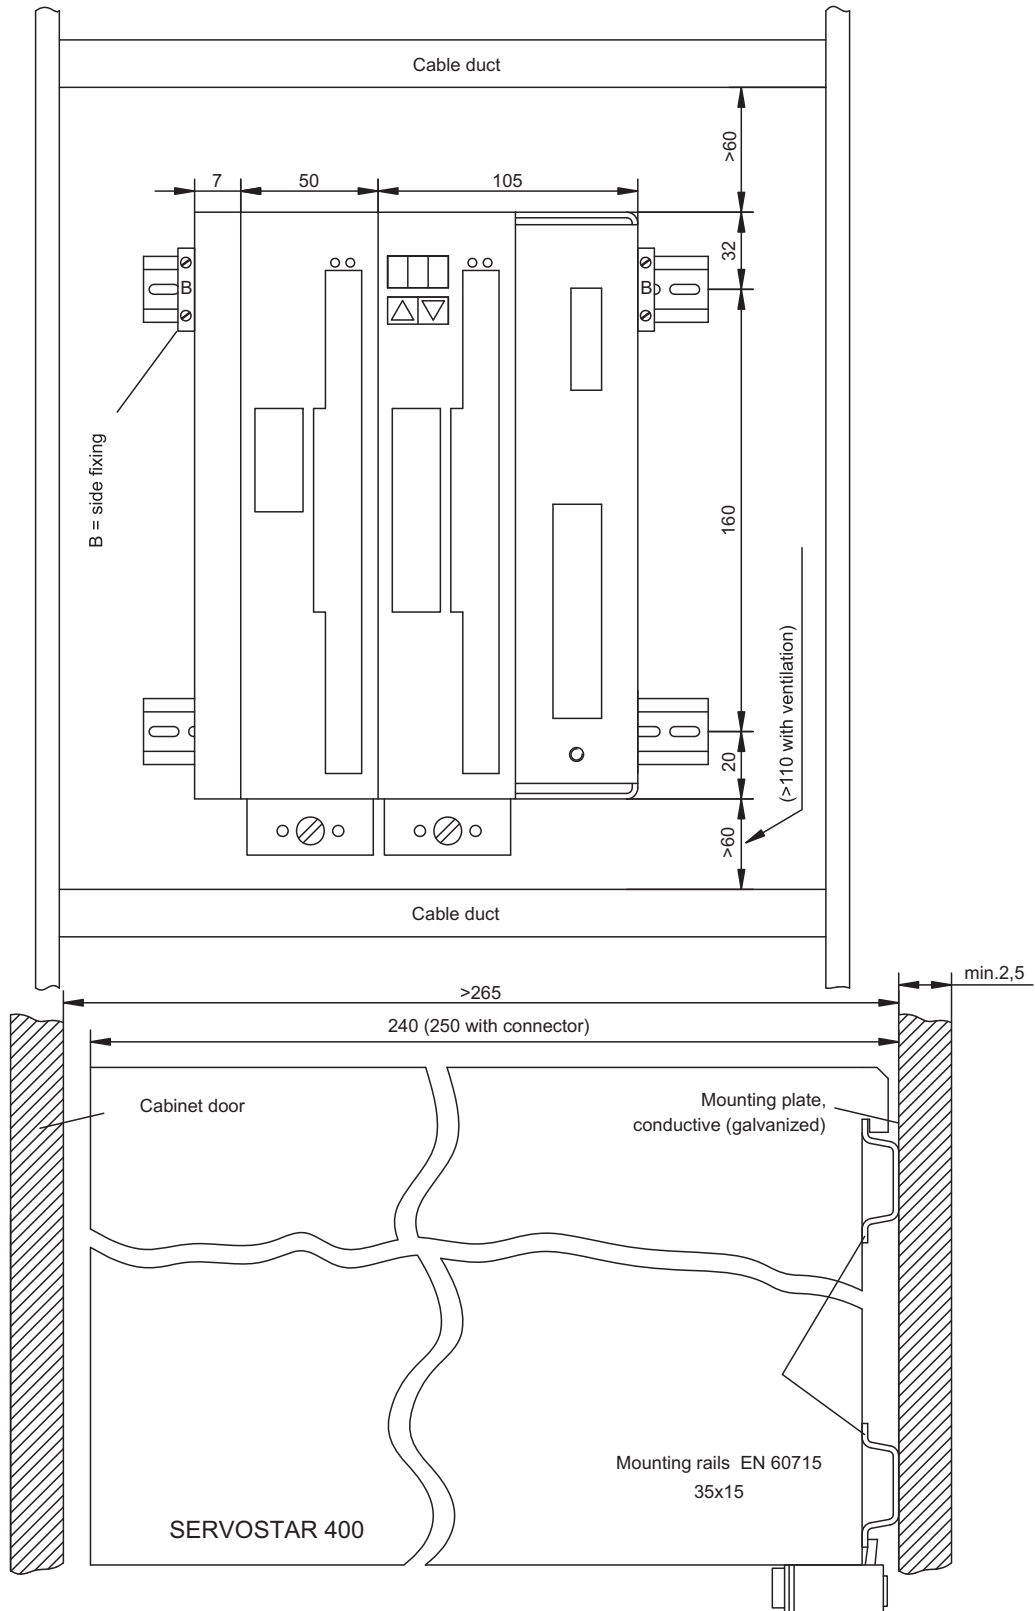 Cable duct
>60
7
50
105
32
B
B
B = side fixing
160
(>110 with ventilation)
20
>60
Cable duct
min.2,5
>265
240 (250 with connector)
Cabinet door
Mounting plate,
conductive (galvanized)
Mounting rails EN 60715
35x15
SERVOSTAR 400